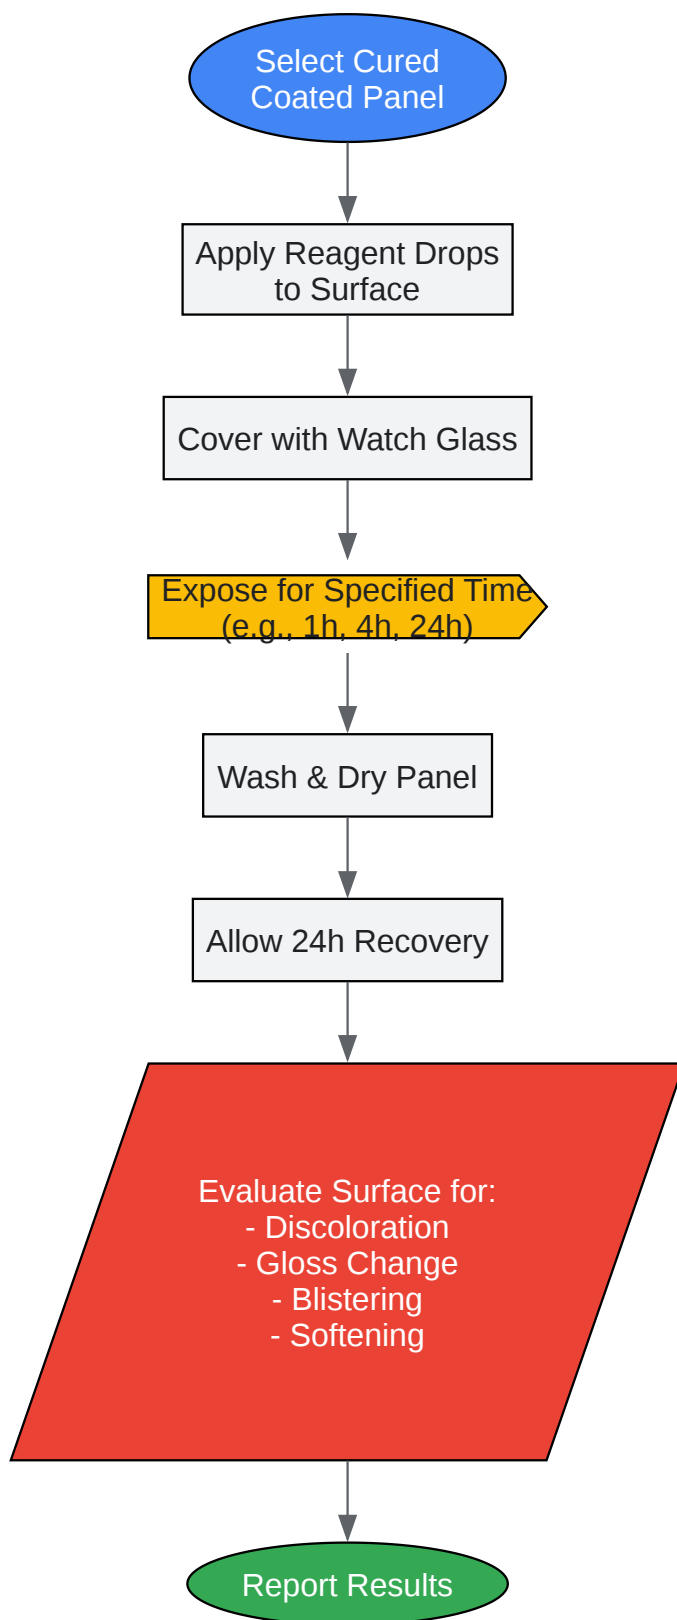 Select Cured
Coated Panel
Apply Reagent Drops
to Surface
Cover with Watch Glass
Expose for Specified Time
(e.g., 1h, 4h, 24h)
Wash & Dry Panel
Allow 24h Recovery
Evaluate Surface for:
- Discoloration
- Gloss Change
- Blistering
- Softening
Report Results